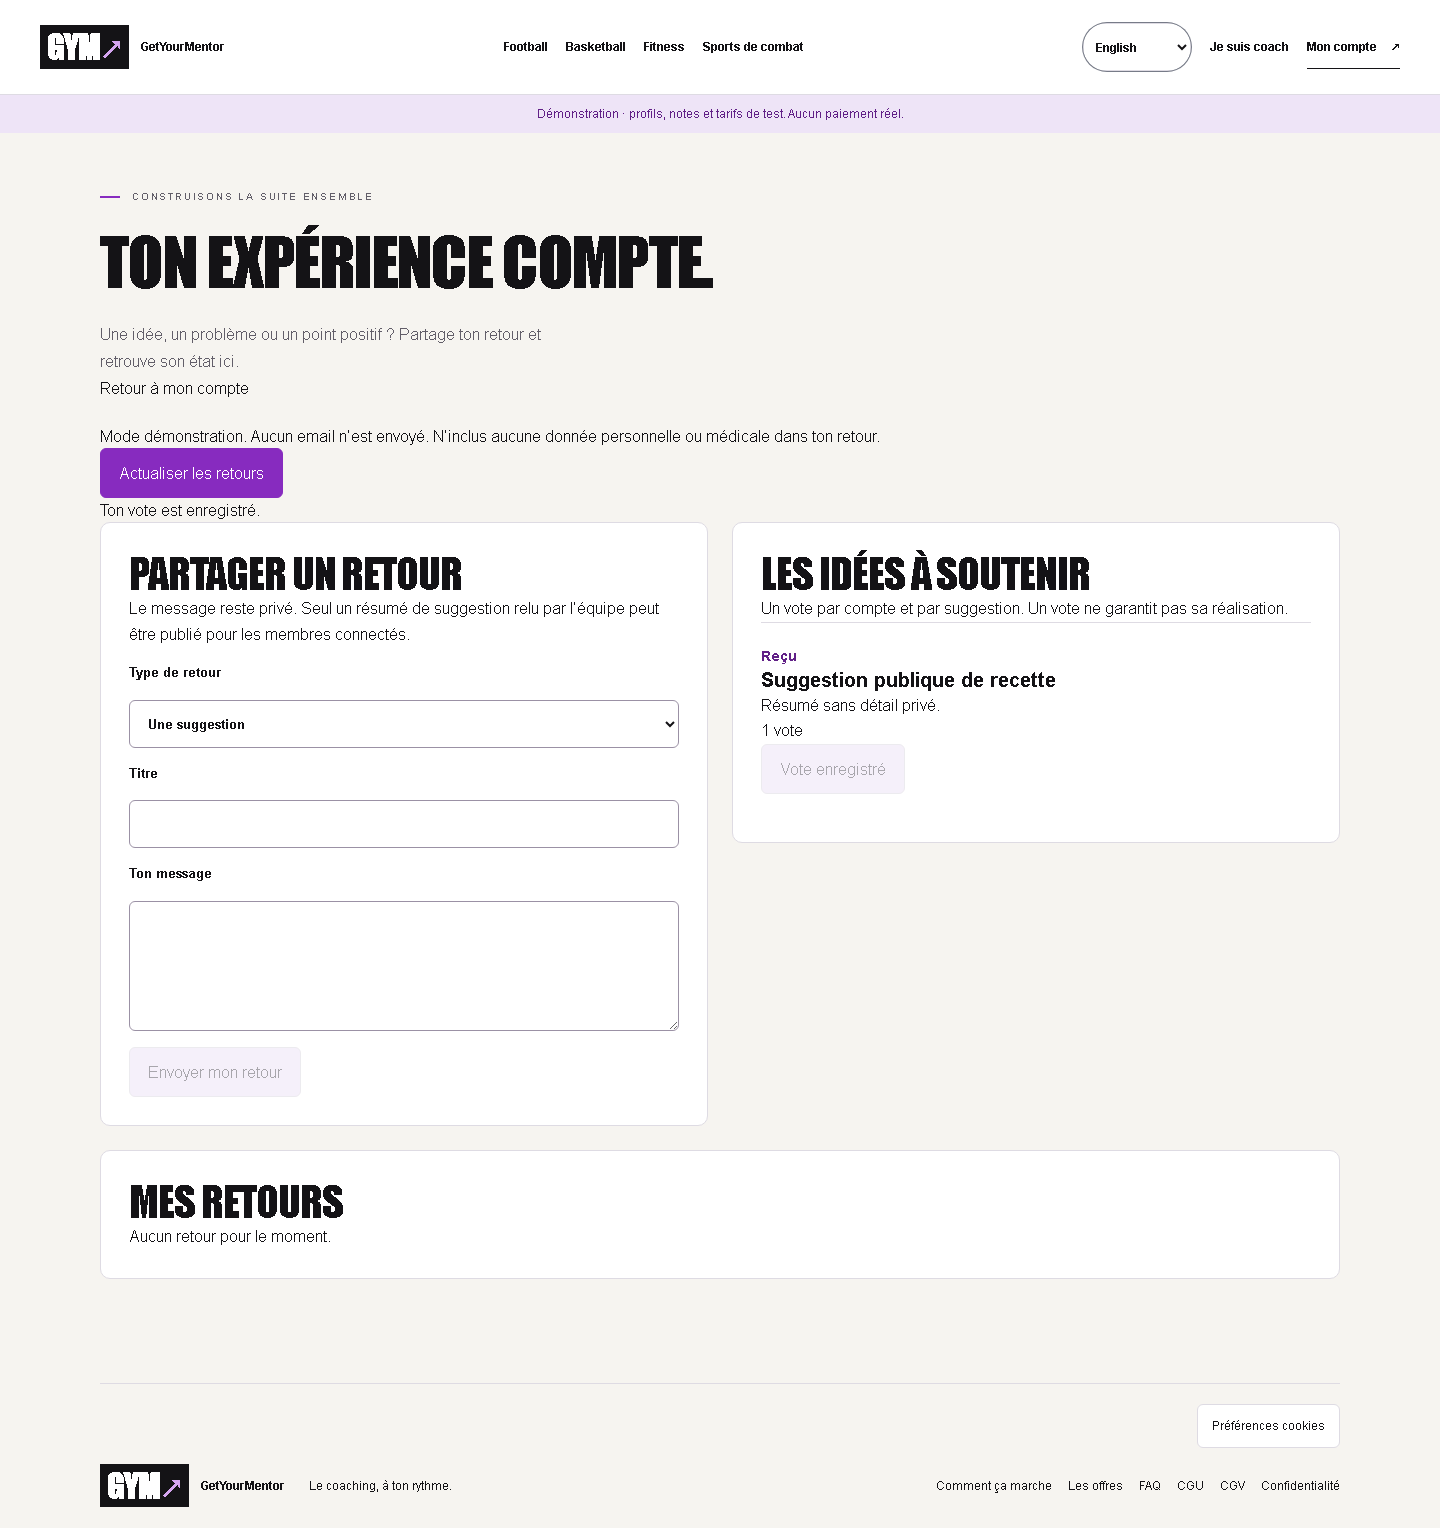 GYM↗ GetYourMentor
Football Basketball Fitness Sports de combat
English Je suis coach Mon compte ↗
Démonstration · profils, notes et tarifs de test. Aucun paiement réel.
CONSTRUISONS LA SUITE ENSEMBLE
TON EXPÉRIENCE COMPTE.
Une idée, un problème ou un point positif ? Partage ton retour et
retrouve son état ici.
Retour à mon compte
Mode démonstration. Aucun email n'est envoyé. N'inclus aucune donnée personnelle ou médicale dans ton retour.
Actualiser les retours
Ton vote est enregistré.
PARTAGER UN RETOUR
Le message reste privé. Seul un résumé de suggestion relu par l'équipe peut
être publié pour les membres connectés.
Type de retour
Une suggestion
Titre
Ton message
Envoyer mon retour
LES IDÉES À SOUTENIR
Un vote par compte et par suggestion. Un vote ne garantit pas sa réalisation.
Reçu
Suggestion publique de recette
Résumé sans détail privé.
1 vote
Vote enregistré
MES RETOURS
Aucun retour pour le moment.
Préférences cookies
GYM↗ GetYourMentor Le coaching, à ton rythme.
Comment ça marche Les offres FAQ CGU CGV Confidentialité